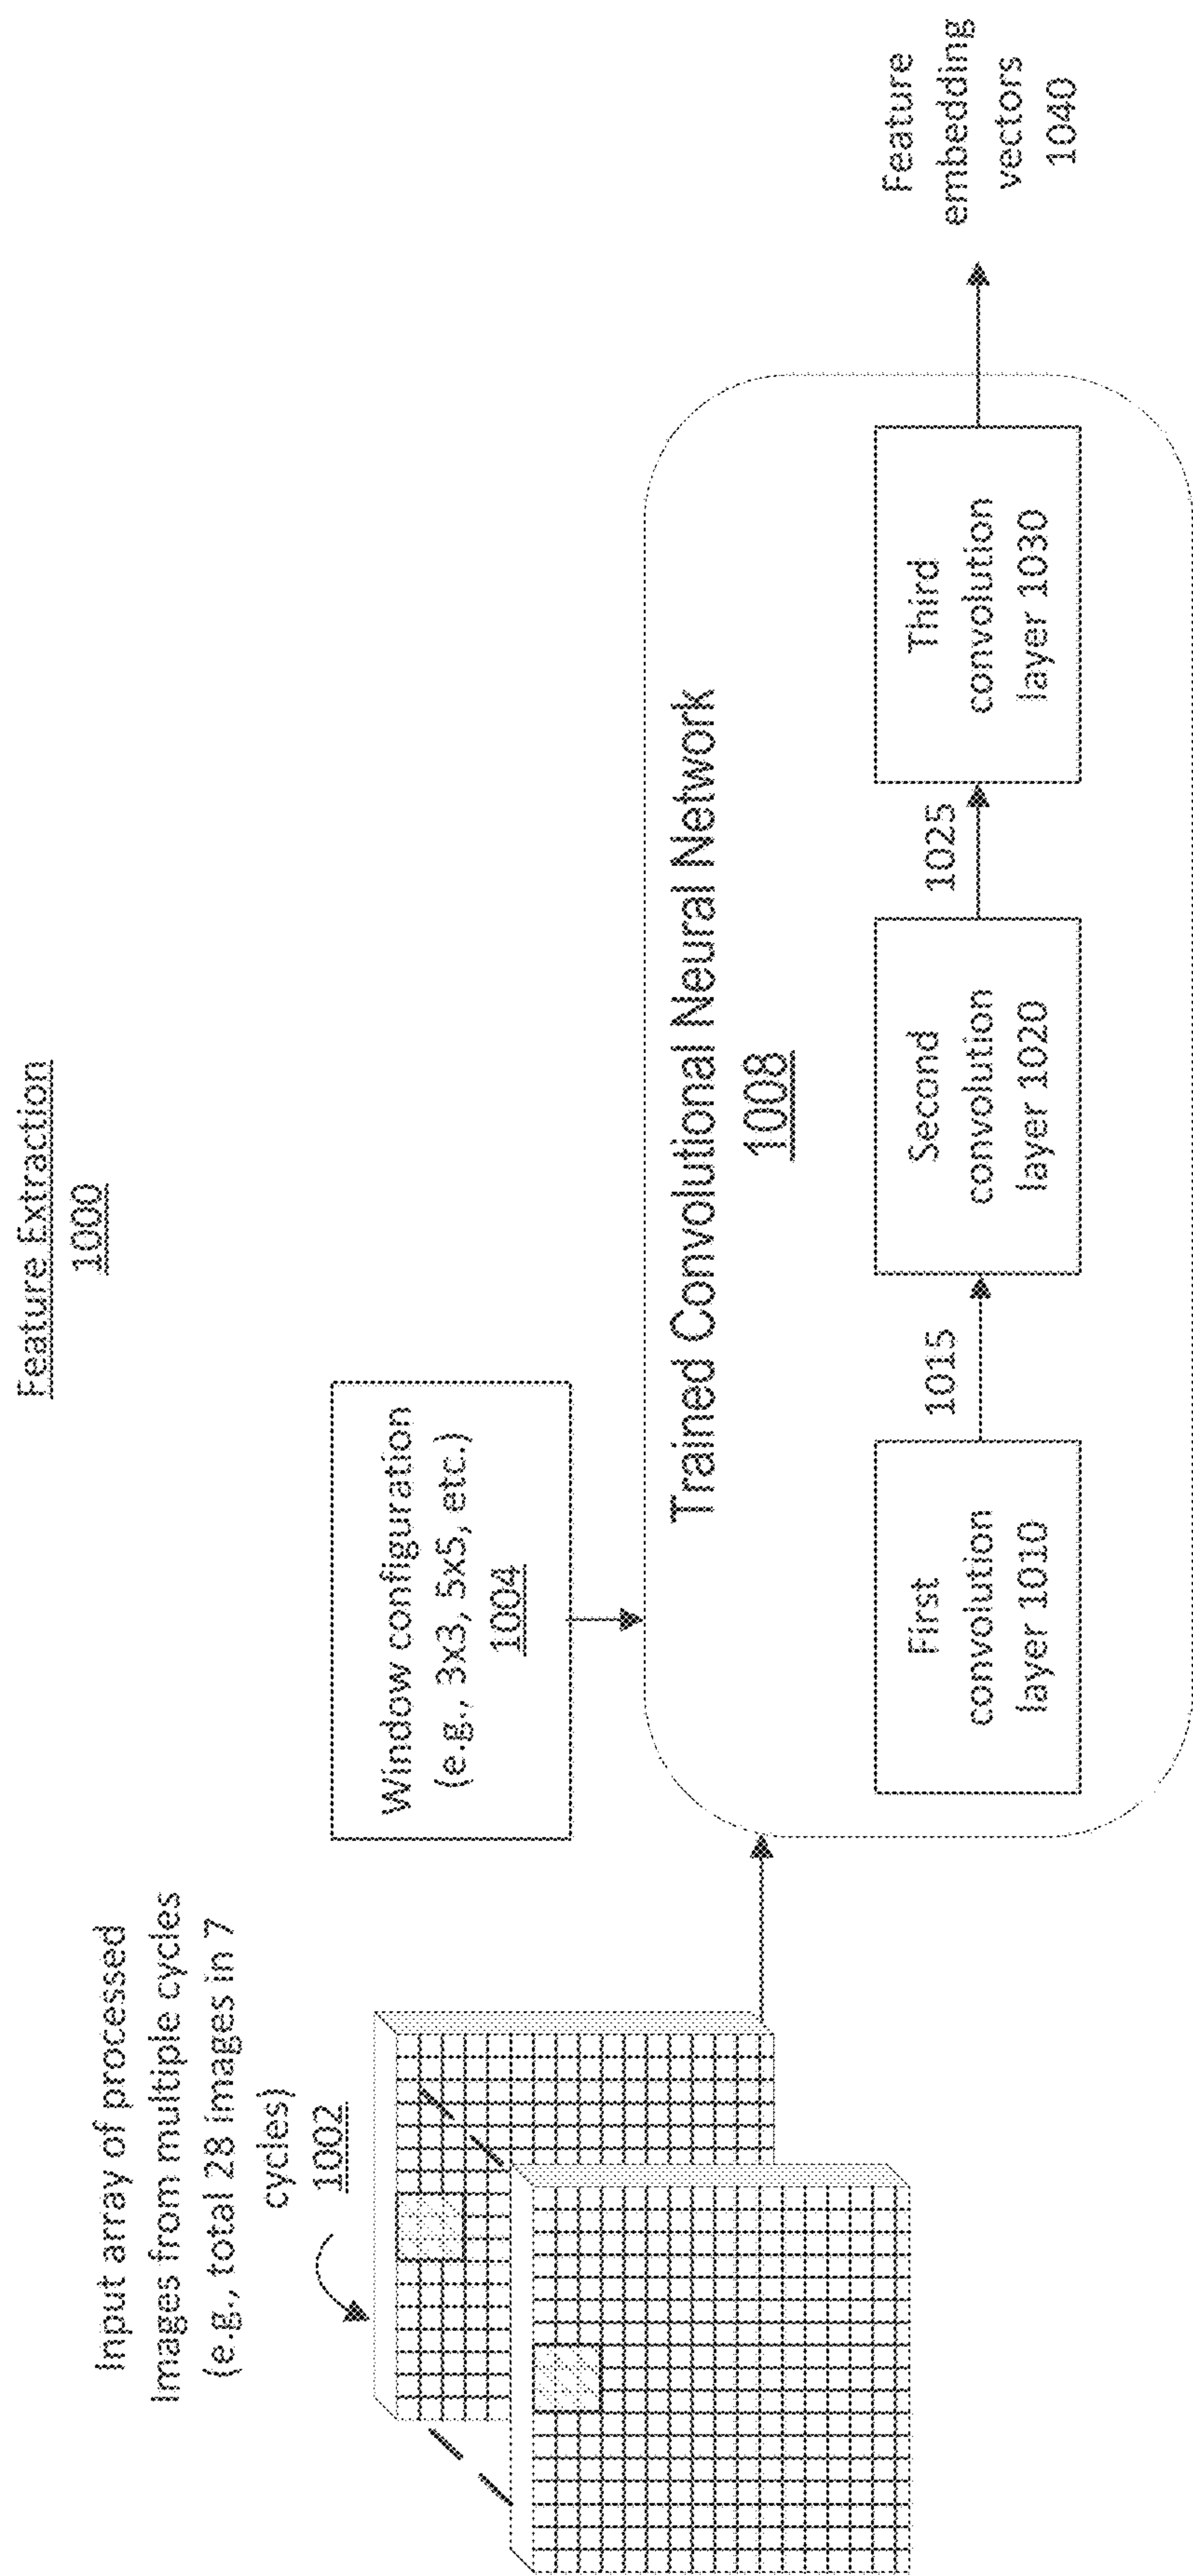 Feature Extraction
1000
Input array of processed
Images from multiple cycles
(e.g., total 28 images in 7
cycles)
1002
Window configuration
(e.g., 3x3, 5x5, etc.)
1004
Trained Convolutional Neural Network
1008
First
convolution
layer 1010
1015
Second
convolution
layer 1020
1025
Third
convolution
layer 1030
Feature
embedding
vectors
1040